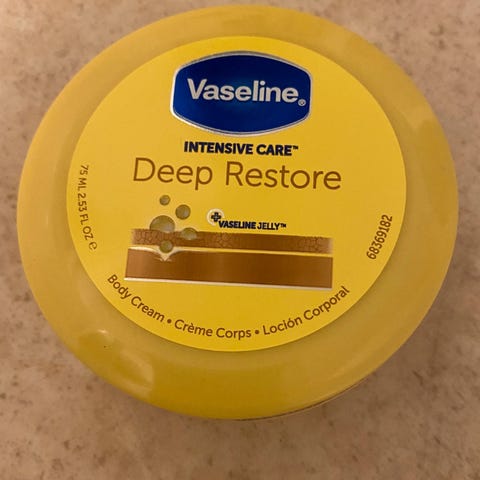 Vaseline®
INTENSIVE CARE™
Deep Restore
VASELINE JELLY™
75 ML 2.53 FL OZ e
68369182
Body Cream • Crème Corps • Loción Corporal